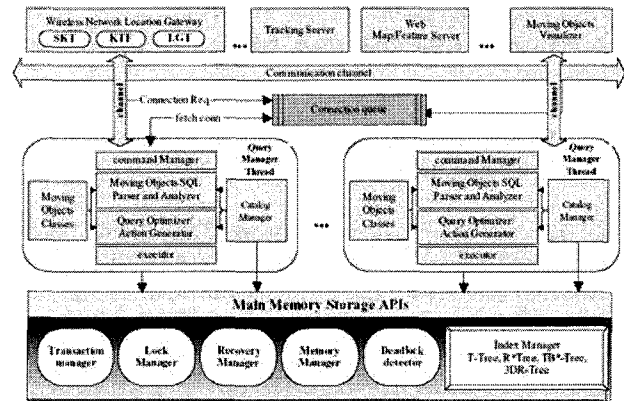 Wireless Network Location Gateway
SKT
KTF
LGT
...
Tracking Server
Web
Map/Feature Server
...
Moving Objects
Visualizer
Communication channel
channel
Connection Req.
fetch conn
Connection queue
channel
Query
Manager
Thread
command Manager
Moving Objects SQL
Parser and Analyzer
Query Optimizer/
Action Generator
executor
Moving
Objects
Classes
Catalog
Manager
...
Query
Manager
Thread
command Manager
Moving Objects SQL
Parser and Analyzer
Query Optimizer/
Action Generator
executor
Moving
Objects
Classes
Catalog
Manager
Main Memory Storage APIs
Transaction
manager
Lock
Manager
Recovery
Manager
Memory
Manager
Deadlock
detector
Index Manager
T-Tree, R*Tree, TB*-Tree,
3DR-Tree